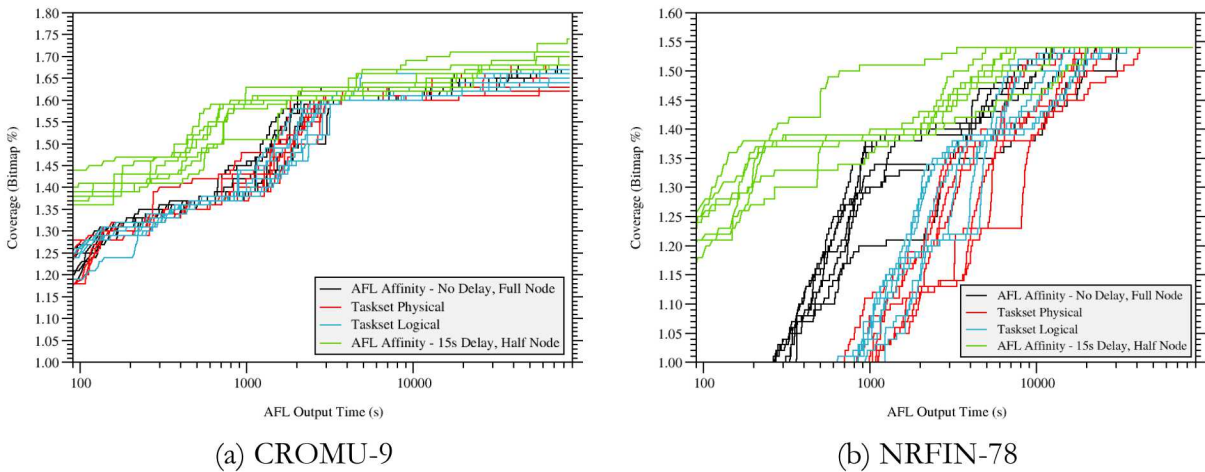 1.80
1.75
1.70
1.65
1.60
1.55
1.50
1.45
1.40
1.35
1.30
1.25
1.20
1.15
1.10
1.05
1.00
Coverage (Bitmap %)
AFL Affinity - No Delay, Full Node
Taskset Physical
Taskset Logical
AFL Affinity - 15s Delay, Half Node
100 1000 10000
AFL Output Time (s)
(a) CROMU-9
1.60
1.55
1.50
1.45
1.40
1.35
1.30
1.25
1.20
1.15
1.10
1.05
1.00
Coverage (Bitmap %)
AFL Affinity - No Delay, Full Node
Taskset Physical
Taskset Logical
AFL Affinity - 15s Delay, Half Node
100 1000 10000
AFL Output Time (s)
(b) NRFIN-78